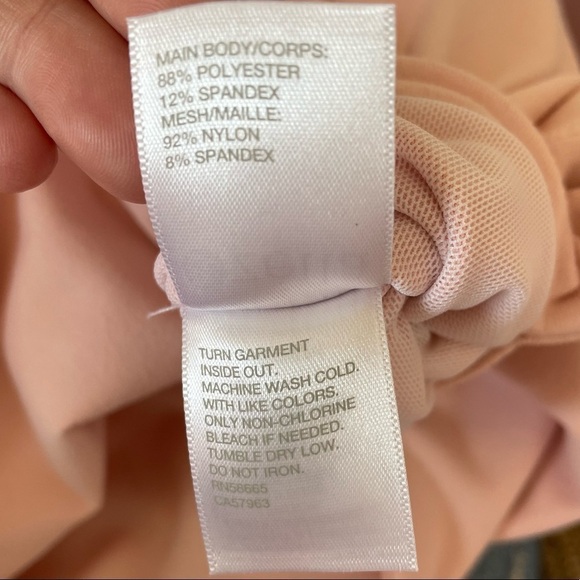 MAIN BODY/CORPS:
88% POLYESTER
12% SPANDEX
MESH/MAILLE:
92% NYLON
8% SPANDEX
TURN GARMENT
INSIDE OUT.
MACHINE WASH COLD.
WITH LIKE COLORS.
ONLY NON-CHLORINE
BLEACH IF NEEDED.
TUMBLE DRY LOW.
DO NOT IRON.
RN56665
CA57963